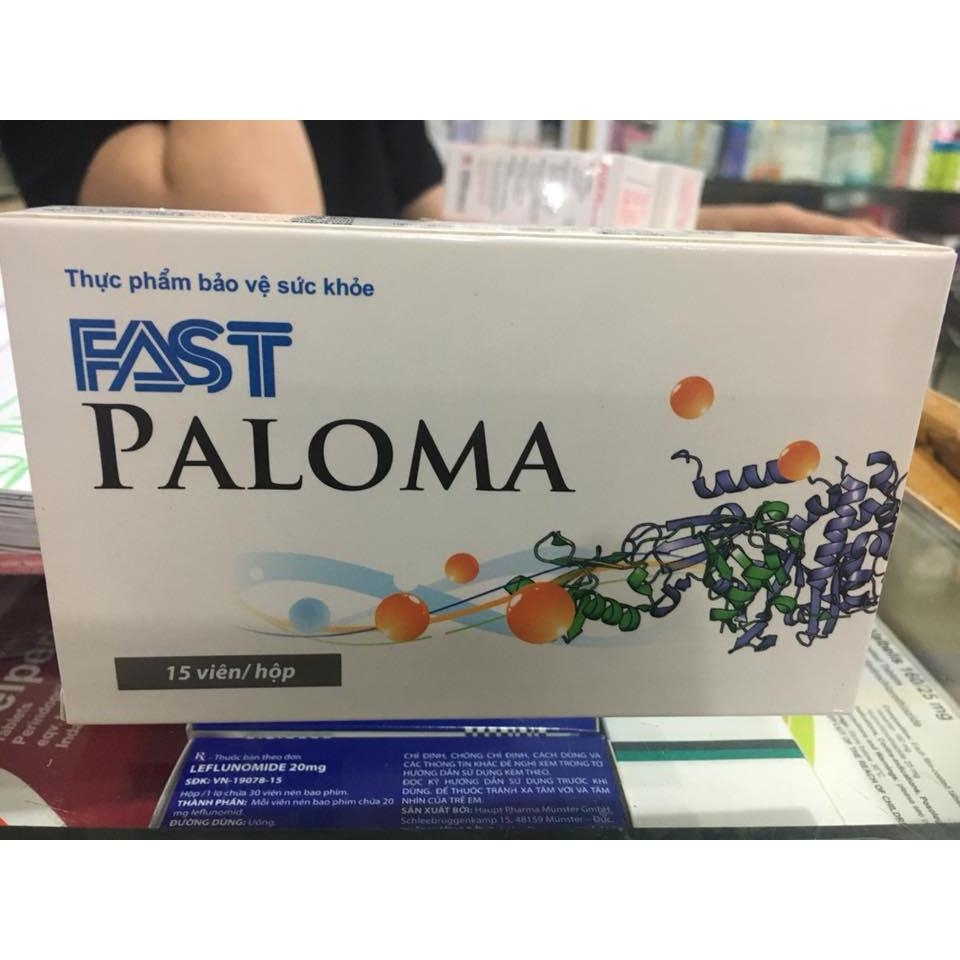 Thực phẩm bảo vệ sức khỏe
FAST
PALOMA
15 viên/ hộp
Rx - Thuốc bán theo đơn
LEFLUNOMIDE 20mg
SĐK: VN-19078-15
Hộp /1 lọ chứa 30 viên nén bao phim.
THÀNH PHẦN: Mỗi viên nén bao phim chứa 20
mg leflunomid.
ĐƯỜNG DÙNG: Uống.
CHỈ ĐỊNH, CHỐNG CHỈ ĐỊNH, CÁCH DÙNG VÀ
CÁC THÔNG TIN KHÁC ĐỀ NGHỊ XEM TRONG TỜ
HƯỚNG DẪN SỬ DỤNG KÈM THEO.
ĐỌC KỸ HƯỚNG DẪN SỬ DỤNG TRƯỚC KHI
DÙNG. ĐỂ THUỐC TRÁNH XA TẦM VỚI VÀ TẦM
NHÌN CỦA TRẺ EM.
SẢN XUẤT BỞI: Haupt Pharma Münster GmbH,
Schleebrüggenkamp 15, 48159 Münster - Đức.
160/25 mg